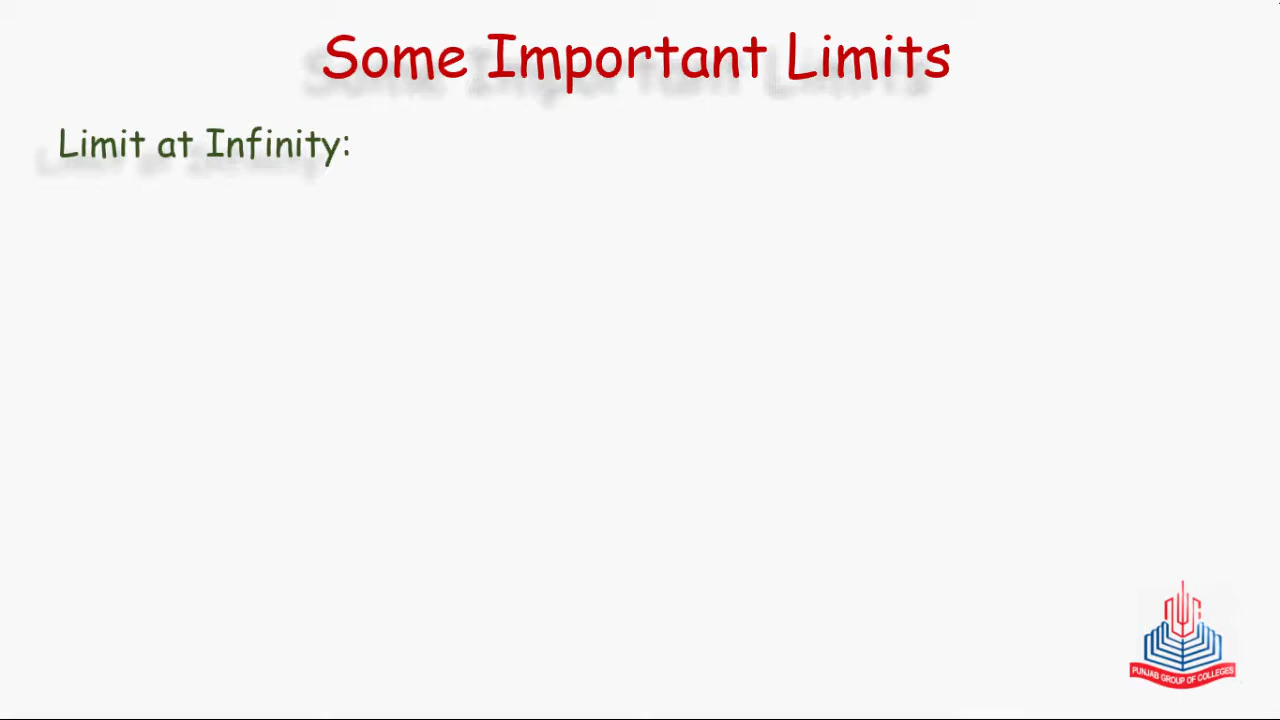 Some Important Limits
Limit at Infinity:
PUNJAB GROUP OF COLLEGES